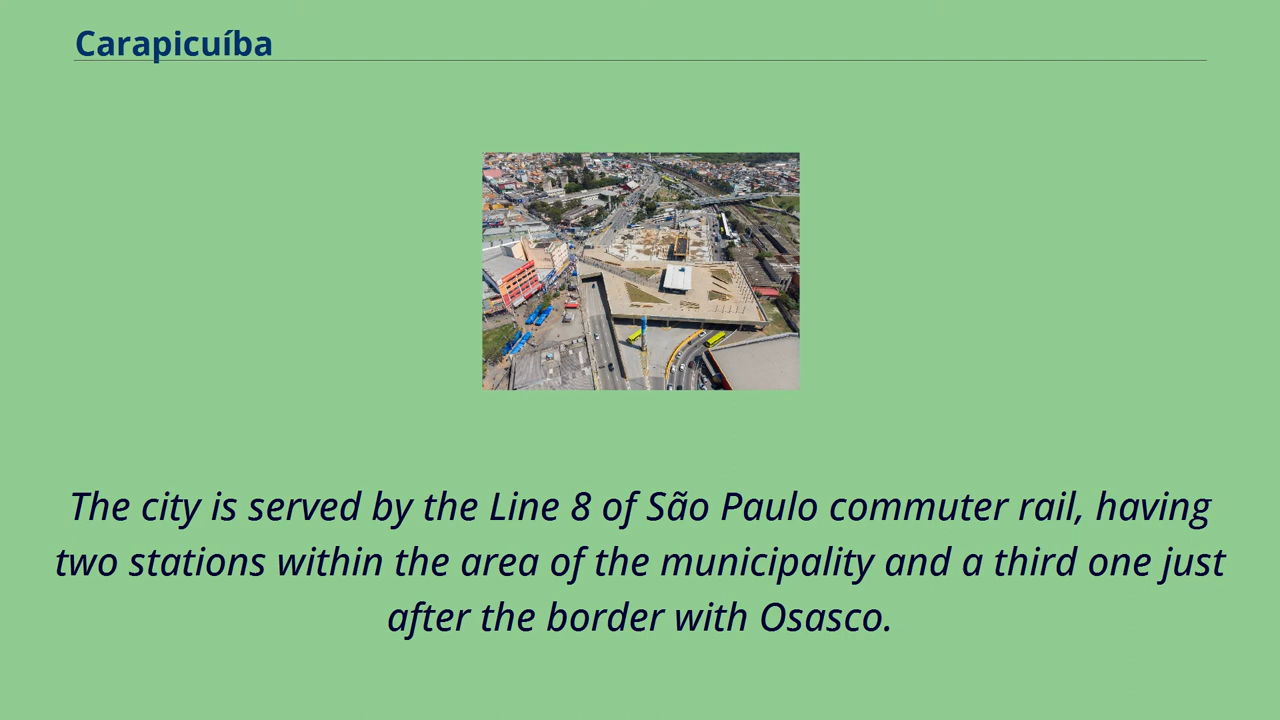 Carapicuíba
The city is served by the Line 8 of São Paulo commuter rail, having
two stations within the area of the municipality and a third one just
after the border with Osasco.